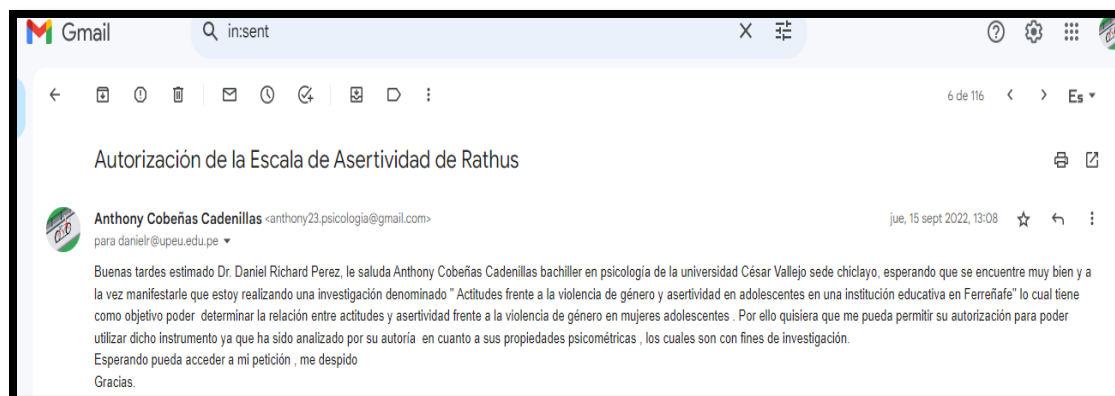 Gmail
in:sent
6 de 116
Es
Autorización de la Escala de Asertividad de Rathus
Anthony Cobeñas Cadenillas <anthony23.psicologia@gmail.com>
jue, 15 sept 2022, 13:08
para danielr@upeu.edu.pe
Buenas tardes estimado Dr. Daniel Richard Perez, le saluda Anthony Cobeñas Cadenillas bachiller en psicología de la universidad César Vallejo sede chiclayo, esperando que se encuentre muy bien y a
la vez manifestarle que estoy realizando una investigación denominado " Actitudes frente a la violencia de género y asertividad en adolescentes en una institución educativa en Ferreñafe" lo cual tiene
como objetivo poder determinar la relación entre actitudes y asertividad frente a la violencia de género en mujeres adolescentes . Por ello quisiera que me pueda permitir su autorización para poder
utilizar dicho instrumento ya que ha sido analizado por su autoría en cuanto a sus propiedades psicométricas , los cuales son con fines de investigación.
Esperando pueda acceder a mi petición , me despido
Gracias.